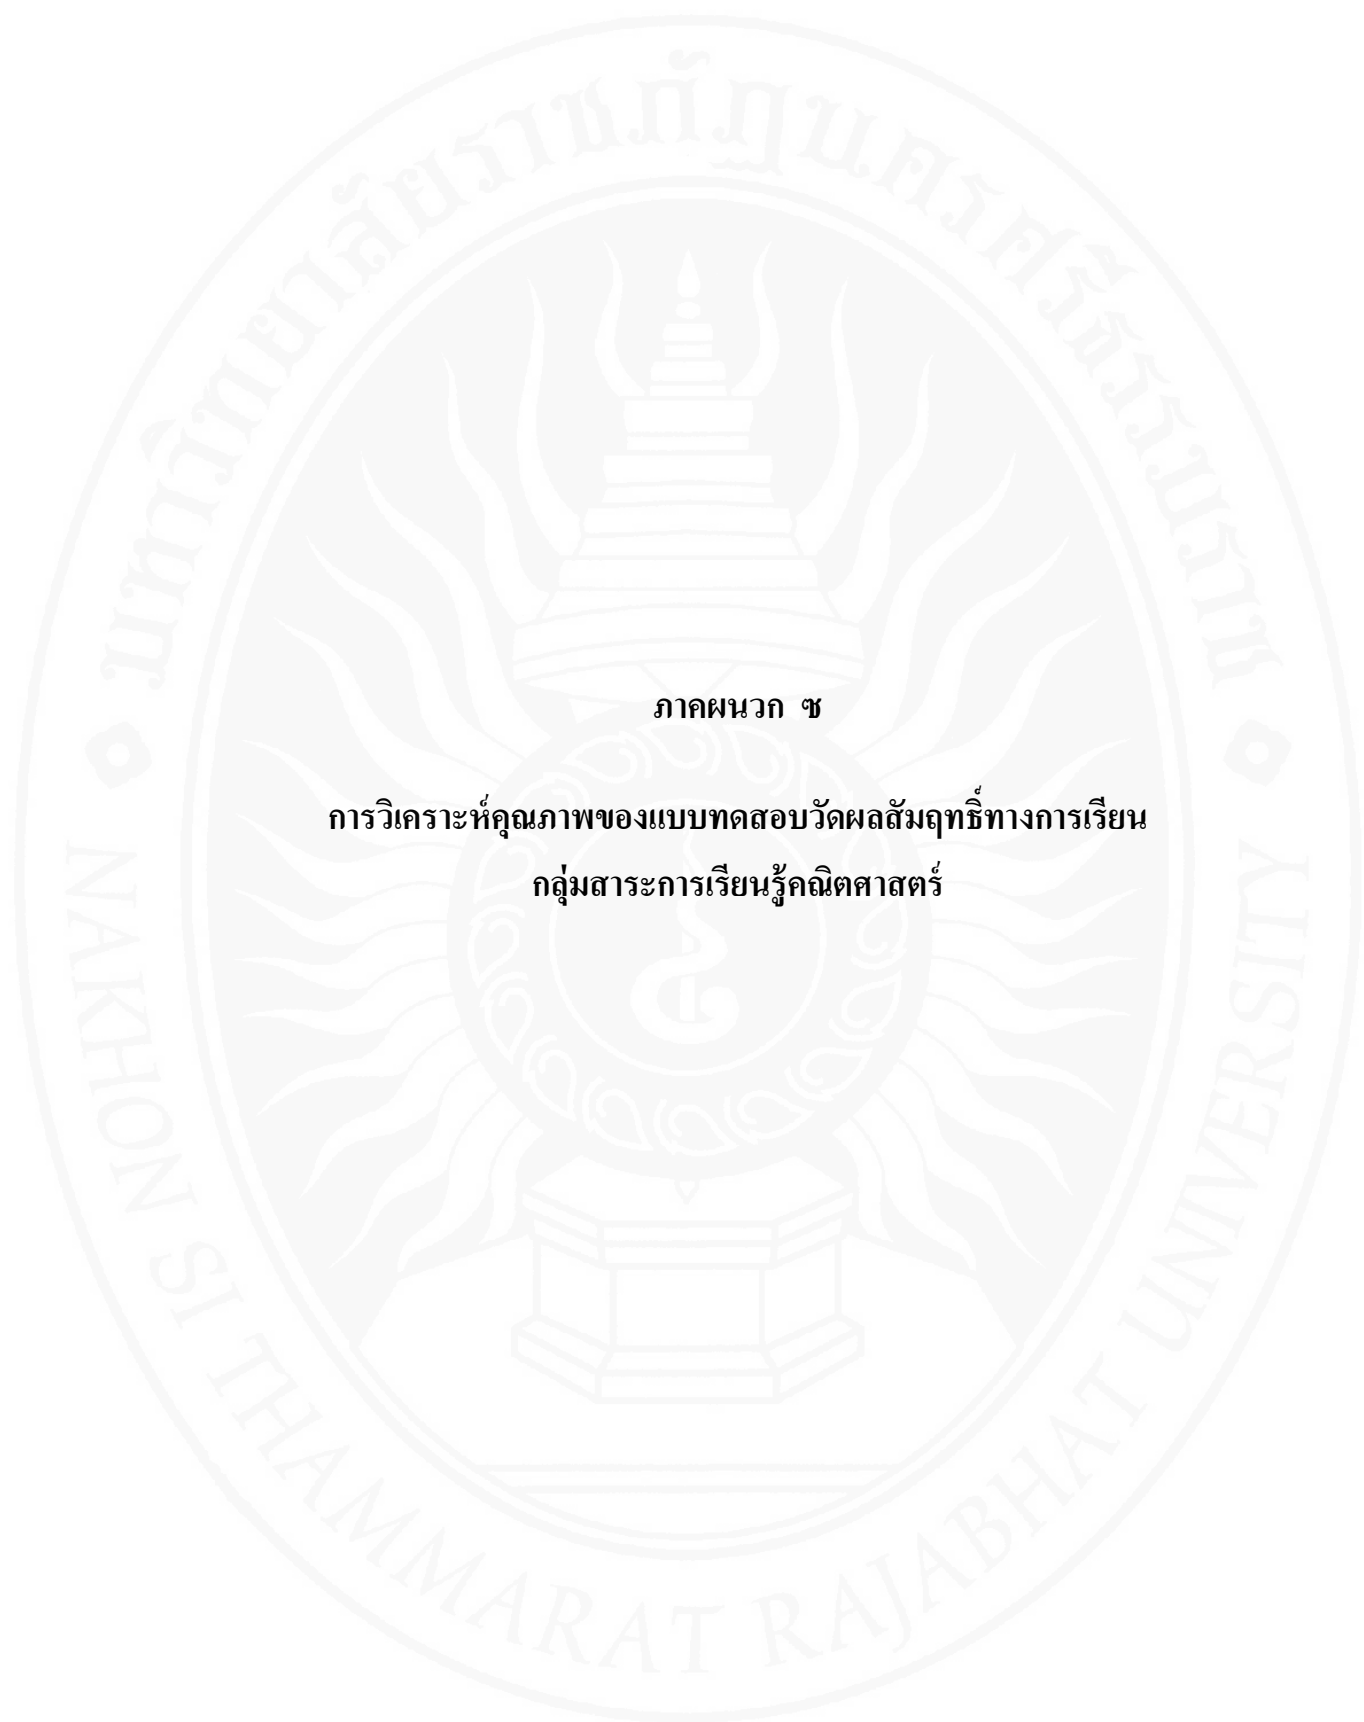 มหาวิทยาลัยราชภัฏนครศรีธรรมราช
ภาคผนวก ซ
การวิเคราะห์คุณภาพของแบบทดสอบวัดผลสัมฤทธิ์ทางการเรียน
กลุ่มสาระการเรียนรู้คณิตศาสตร์
NAKHON SI THAMMARAT RAJABHAT UNIVERSITY